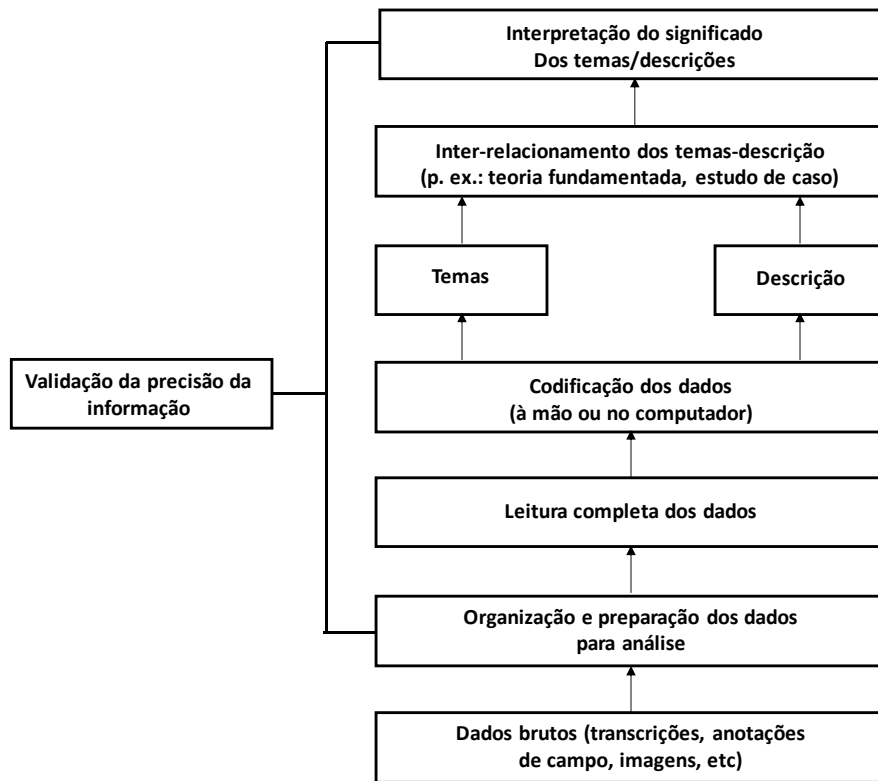 Interpretação do significado
Dos temas/descrições
Inter-relacionamento dos temas-descrição
(p. ex.: teoria fundamentada, estudo de caso)
Temas
Descrição
Validação da precisão da
informação
Codificação dos dados
(à mão ou no computador)
Leitura completa dos dados
Organização e preparação dos dados
para análise
Dados brutos (transcrições, anotações
de campo, imagens, etc)